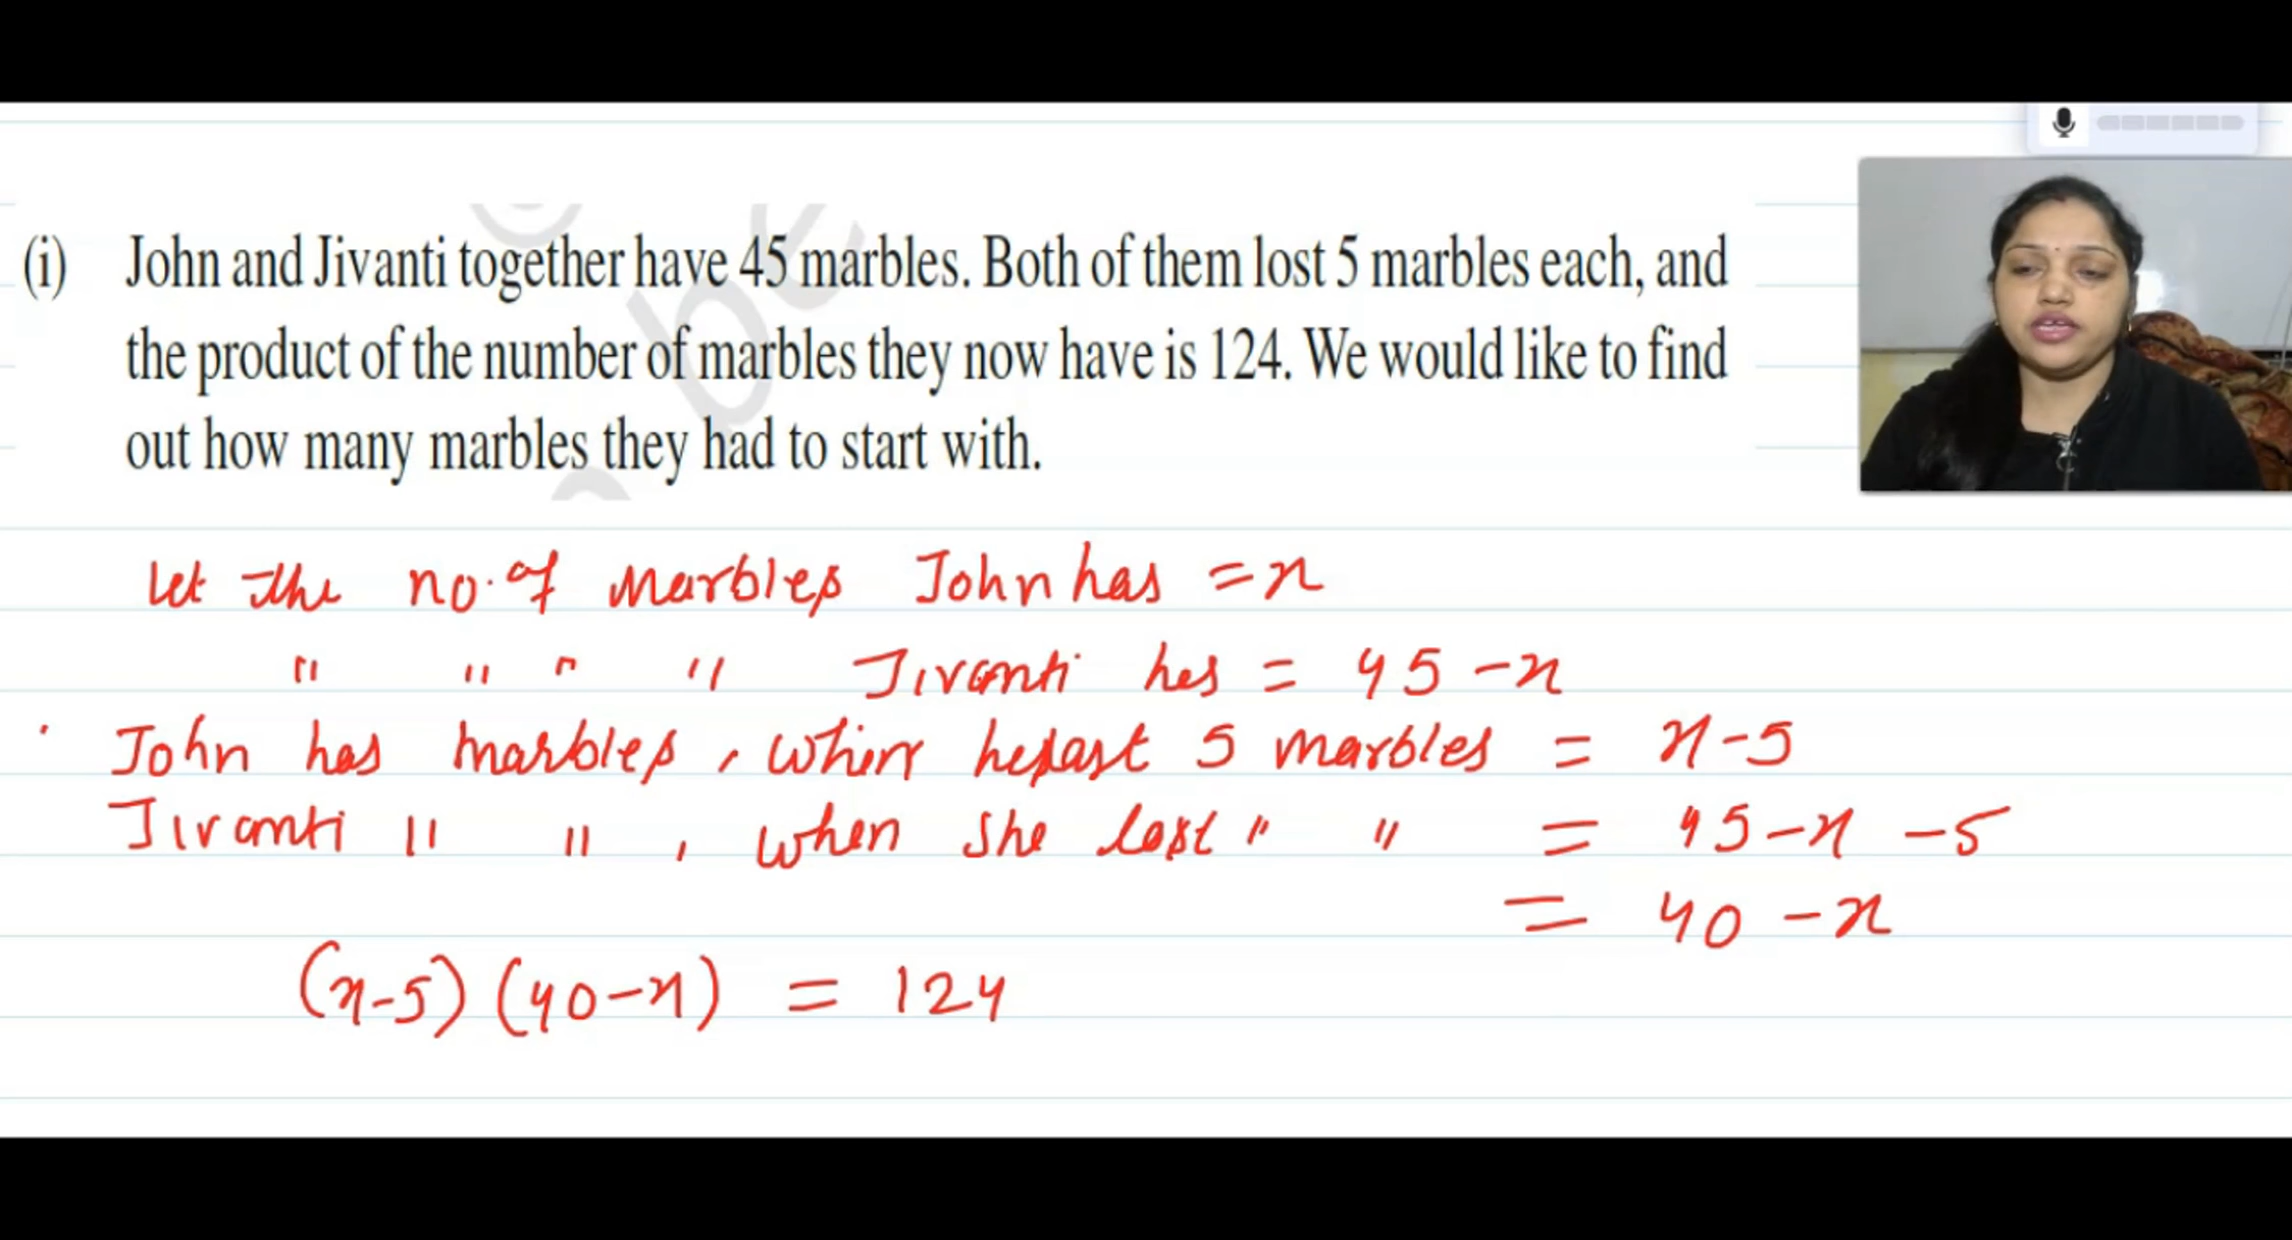 (i) John and Jivanti together have 45 marbles. Both of them lost 5 marbles each, and
the product of the number of marbles they now have is 124. We would like to find
out how many marbles they had to start with.
Let the no. of Marbles John has = x
" " " " Jivanti has = 45 - x
John has marbles, when he lost 5 marbles = x - 5
Jivanti " " , when she lost " " = 45 - x - 5
= 40 - x
(x-5) (40-x) = 124